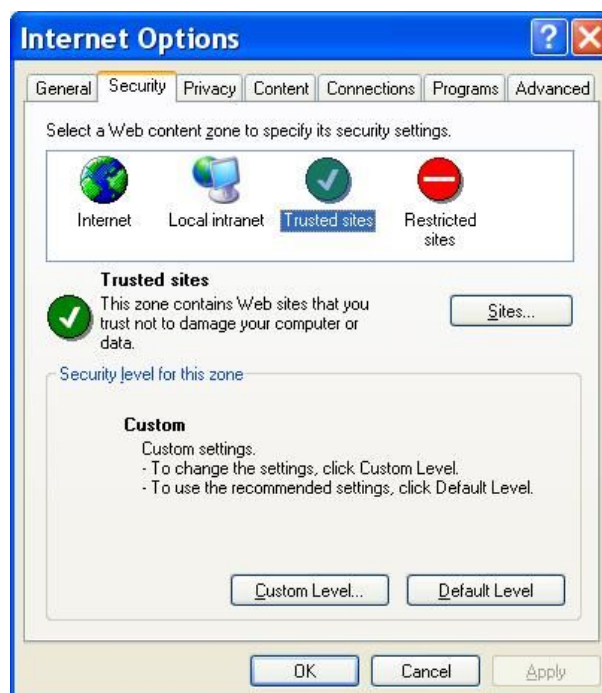 Internet Options
General Security Privacy Content Connections Programs Advanced
Select a Web content zone to specify its security settings.
Internet Local intranet Trusted sites Restricted sites
Trusted sites
This zone contains Web sites that you
trust not to damage your computer or
data.
Sites...
Security level for this zone
Custom
Custom settings.
- To change the settings, click Custom Level.
- To use the recommended settings, click Default Level.
Custom Level... Default Level
OK Cancel Apply